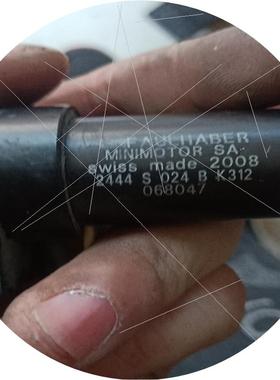 FAULHABER
MINIMOTOR SA
swiss made 2008
2444 S 024 B K312
068047